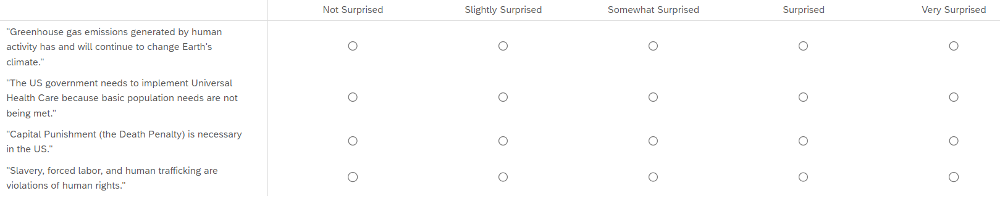 Not Surprised Slightly Surprised Somewhat Surprised Surprised Very Surprised
"Greenhouse gas emissions generated by human
activity has and will continue to change Earth's
climate."
"The US government needs to implement Universal
Health Care because basic population needs are not
being met."
"Capital Punishment (the Death Penalty) is necessary
in the US."
"Slavery, forced labor, and human trafficking are
violations of human rights."